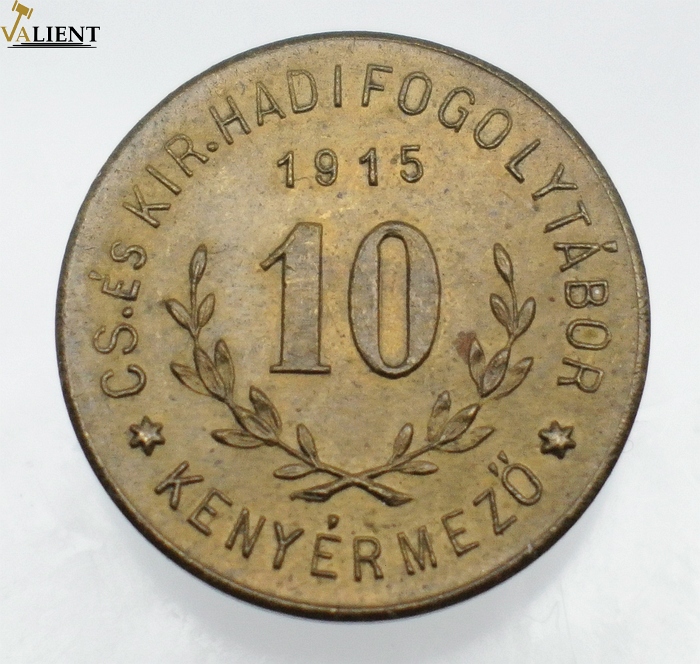 VALIENT
CS. ÉS KIR. HADIFOGOLYTÁBOR
1915
10
KENYÉRMEZŐ